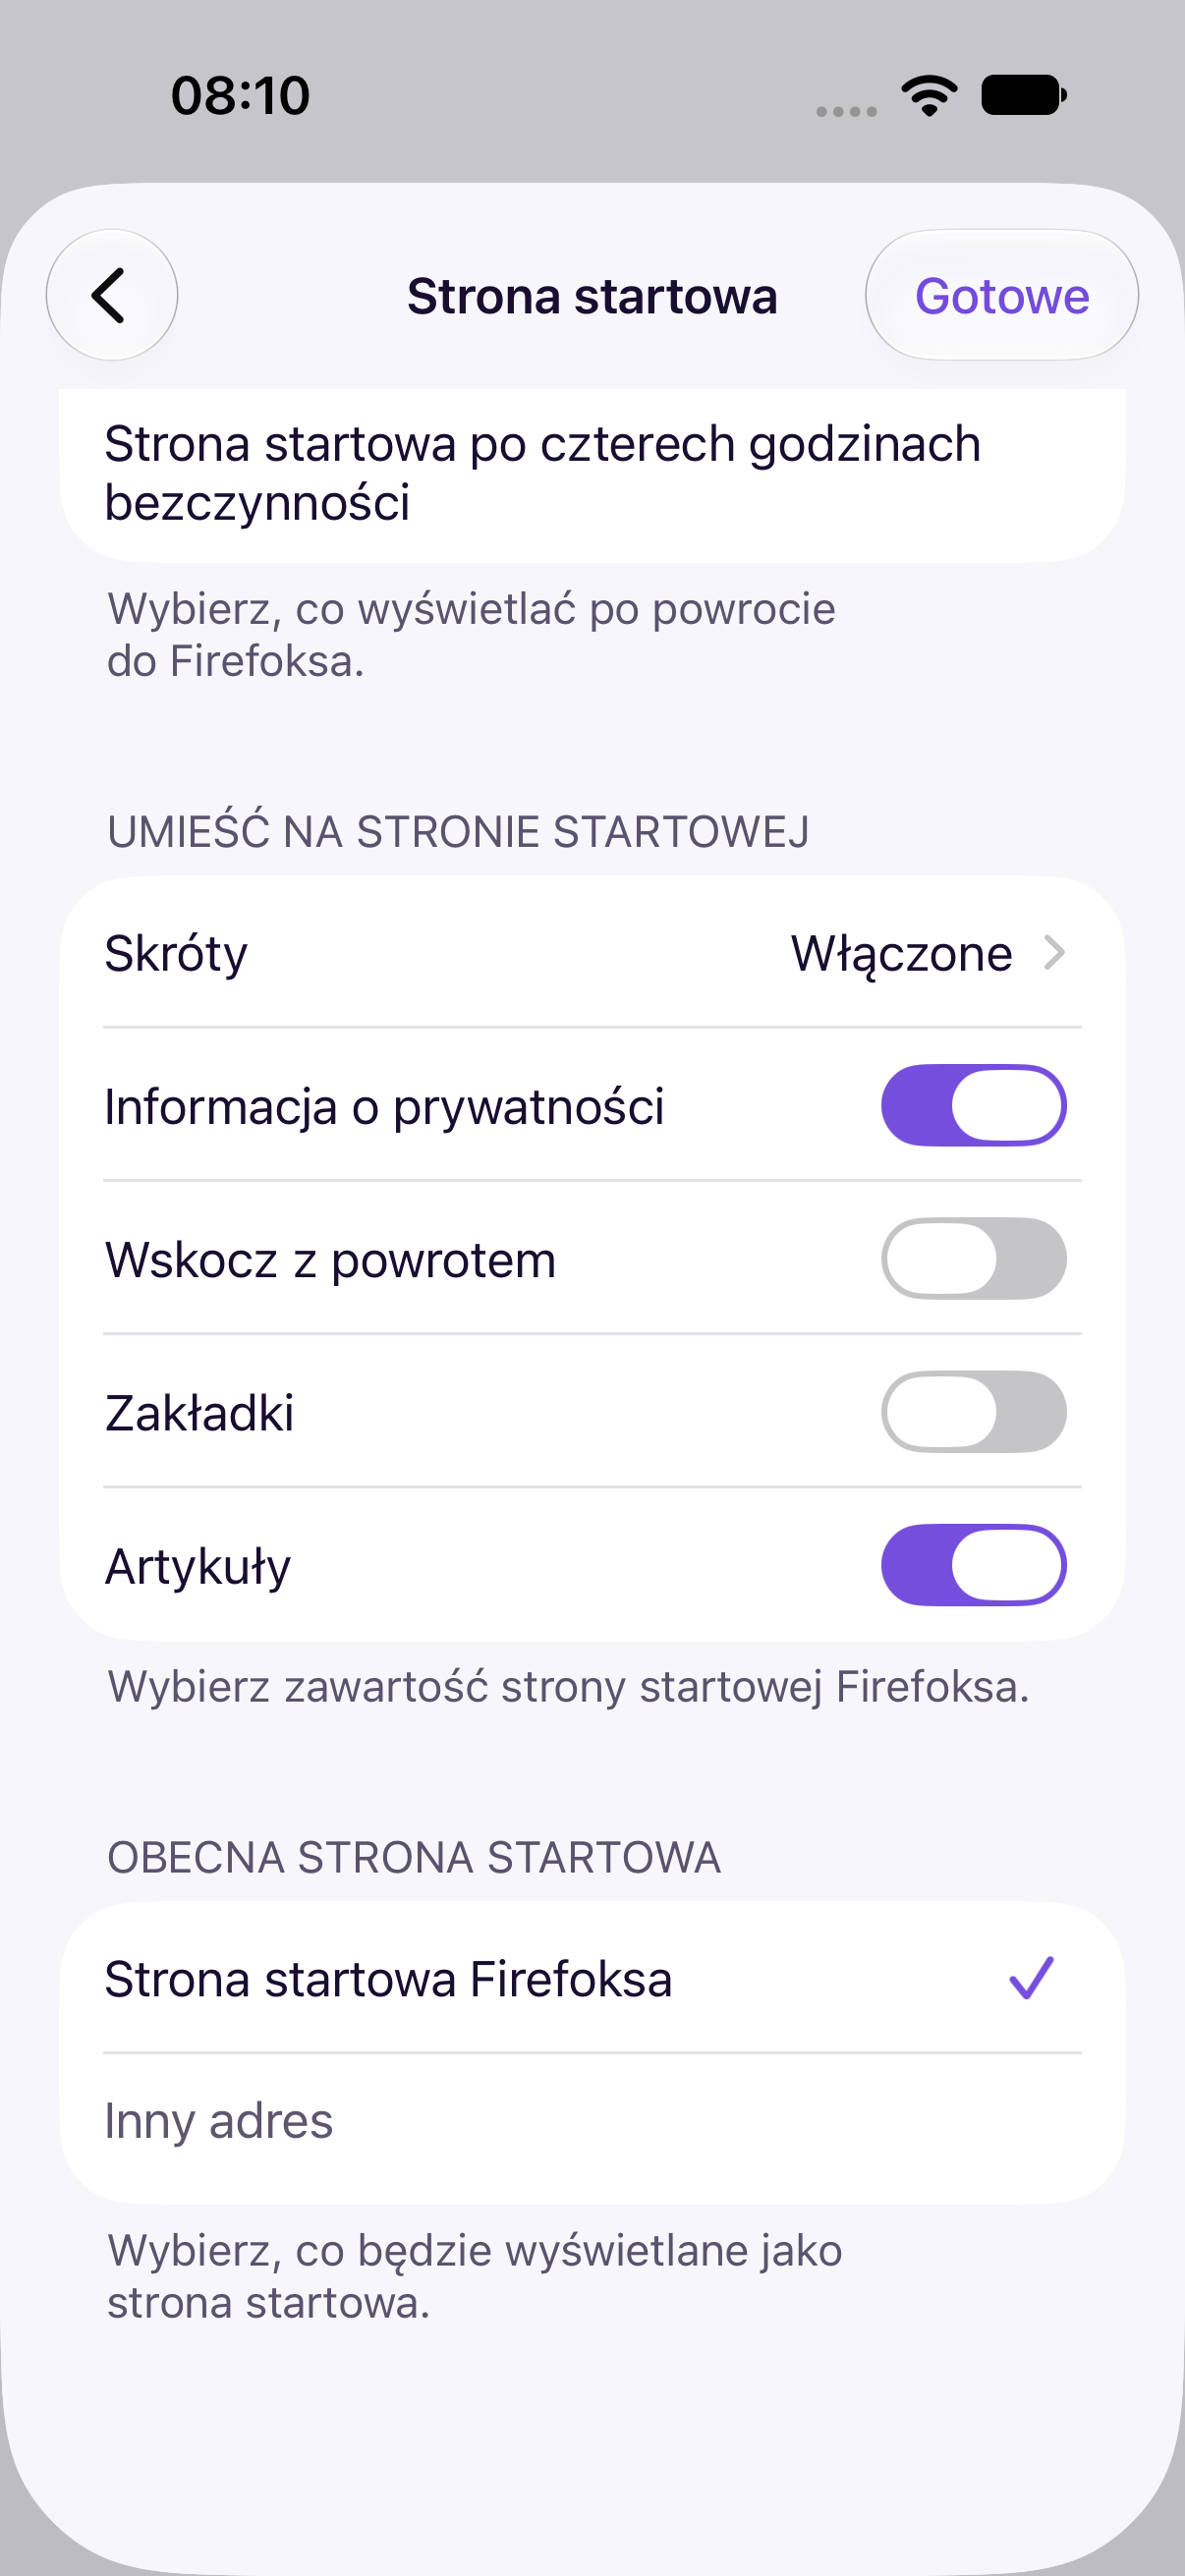 08:10
Strona startowa
Gotowe
Strona startowa po czterech godzinach
bezczynności
Wybierz, co wyświetlać po powrocie
do Firefoksa.
UMIEŚĆ NA STRONIE STARTOWEJ
Skróty
Włączone
Informacja o prywatności
Wskocz z powrotem
Zakładki
Artykuły
Wybierz zawartość strony startowej Firefoksa.
OBECNA STRONA STARTOWA
Strona startowa Firefoksa
Inny adres
Wybierz, co będzie wyświetlane jako
strona startowa.